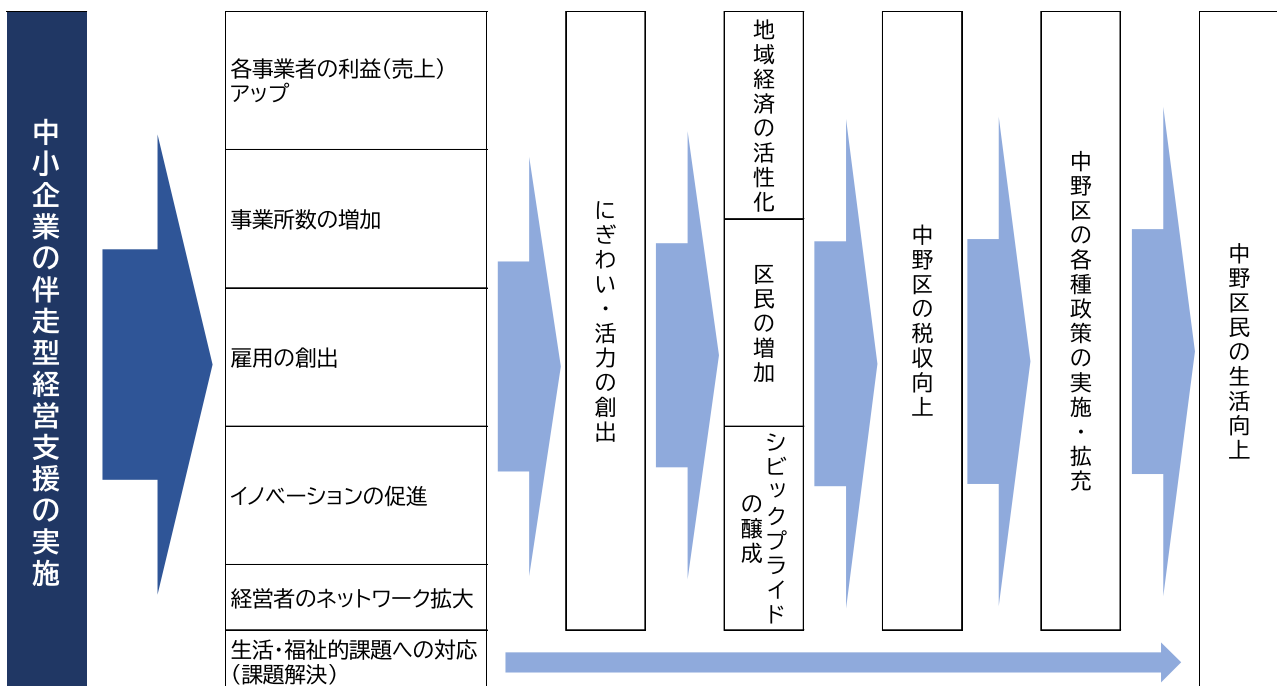 中小企業の伴走型経営支援の実施
各事業者の利益(売上)
アップ
事業所数の増加
雇用の創出
イノベーションの促進
経営者のネットワーク拡大
生活・福祉的課題への対応
(課題解決)
にぎわい・活力の創出
地域経済の活性化
区民の増加
シビックプライド
の醸成
中野区の税収向上
中野区の各種政策の実施・拡充
中野区民の生活向上